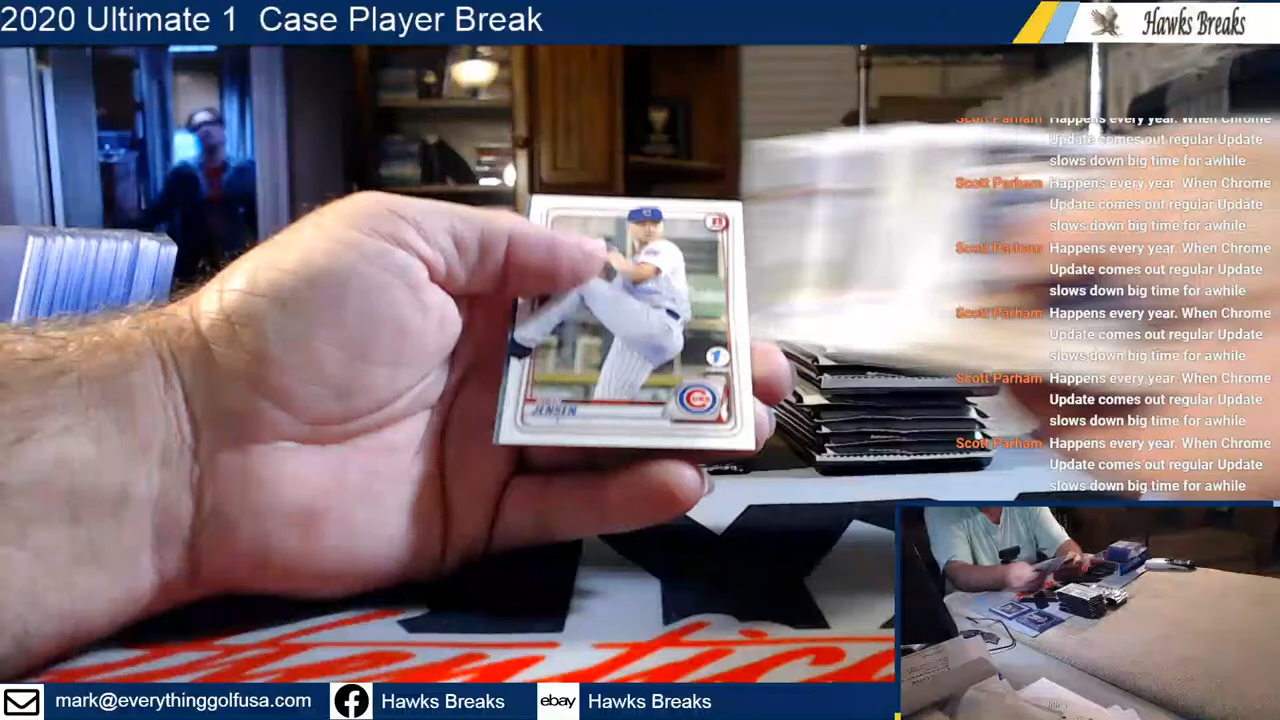 2020 Ultimate 1 Case Player Break
Hawks Breaks
Scott Parham Happens every year. When Chrome
Update comes out regular Update
slows down big time for awhile
Scott Parham Happens every year. When Chrome
Update comes out regular Update
slows down big time for awhile
Scott Parham Happens every year. When Chrome
Update comes out regular Update
slows down big time for awhile
Scott Parham Happens every year. When Chrome
Update comes out regular Update
slows down big time for awhile
Scott Parham Happens every year. When Chrome
Update comes out regular Update
slows down big time for awhile
Scott Parham Happens every year. When Chrome
Update comes out regular Update
slows down big time for awhile
B
1
JENSEN
CUBS
mark@everythinggolfusa.com
Hawks Breaks
ebay
Hawks Breaks